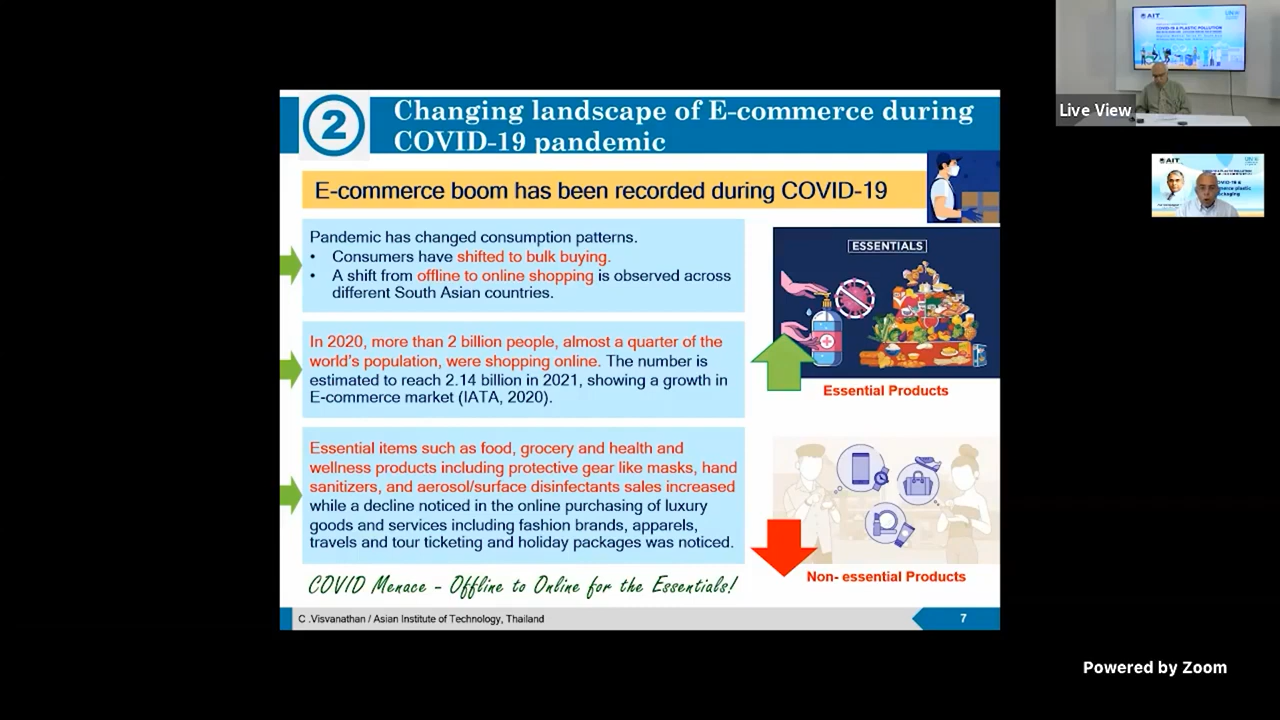 2
Changing landscape of E-commerce during
COVID-19 pandemic
E-commerce boom has been recorded during COVID-19
Pandemic has changed consumption patterns.
• Consumers have shifted to bulk buying.
• A shift from offline to online shopping is observed across
different South Asian countries.
In 2020, more than 2 billion people, almost a quarter of the
world's population, were shopping online. The number is
estimated to reach 2.14 billion in 2021, showing a growth in
E-commerce market (IATA, 2020).
Essential items such as food, grocery and health and
wellness products including protective gear like masks, hand
sanitizers, and aerosol/surface disinfectants sales increased
while a decline noticed in the online purchasing of luxury
goods and services including fashion brands, apparels,
travels and tour ticketing and holiday packages was noticed.
COVID Menace - Offline to Online for the Essentials!
ESSENTIALS
Essential Products
Non- essential Products
C .Visvanathan / Asian Institute of Technology, Thailand
7
AIT
COVID-19 & PLASTIC POLLUTION
Live View
AIT
Powered by Zoom